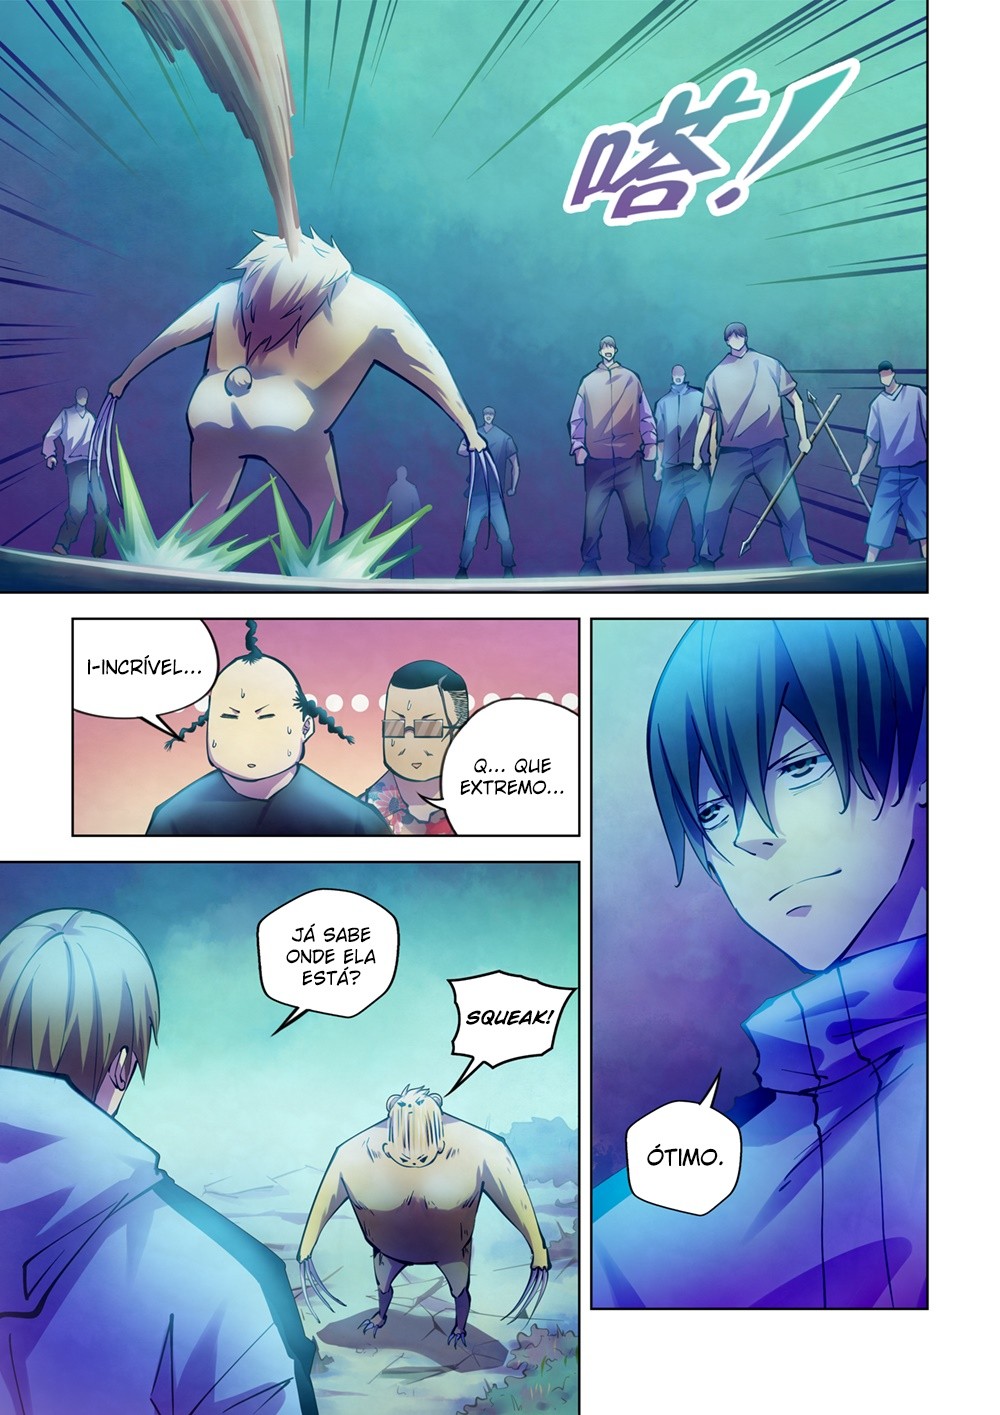 嗒!
I-INCRÍVEL...
Q... QUE
EXTREMO...
ÓTIMO.
JÁ SABE
ONDE ELA
ESTÁ?
SQUEAK!